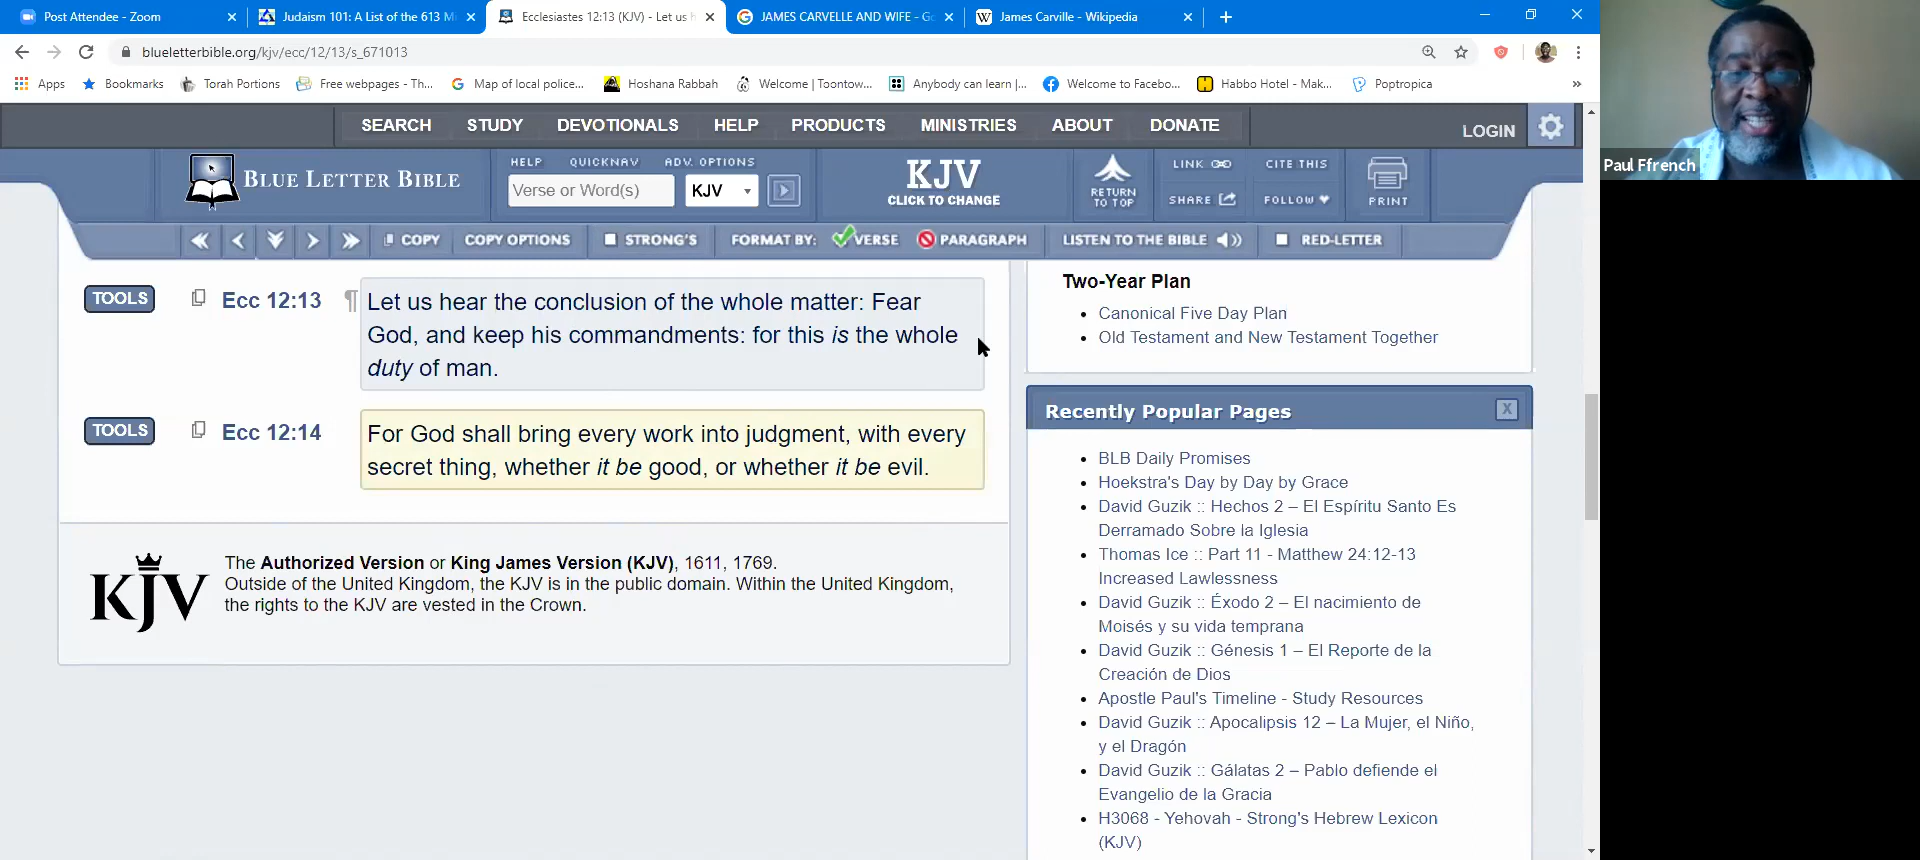 Post Attendee - Zoom
Judaism 101: A List of the 613 Mi
Ecclesiastes 12:13 (KJV) - Let us h
JAMES CARVELLE AND WIFE - Go
James Carville - Wikipedia
blueletterbible.org/kjv/ecc/12/13/s_671013
Apps
Bookmarks
Torah Portions
Free webpages - Th...
Map of local police...
Hoshana Rabbah
Welcome | Toontow...
Anybody can learn |...
Welcome to Facebo...
Habbo Hotel - Mak...
Poptropica
»
SEARCH STUDY DEVOTIONALS HELP PRODUCTS MINISTRIES ABOUT DONATE
LOGIN
BLUE LETTER BIBLE
HELP QUICKNAV ADV. OPTIONS
Verse or Word(s)
KJV
KJV
CLICK TO CHANGE
RETURN
TO TOP
LINK
CITE THIS
SHARE
FOLLOW
PRINT
COPY COPY OPTIONS STRONG'S FORMAT BY: VERSE PARAGRAPH LISTEN TO THE BIBLE RED-LETTER
TOOLS Ecc 12:13 ¶ Let us hear the conclusion of the whole matter: Fear
God, and keep his commandments: for this is the whole
duty of man.
TOOLS Ecc 12:14 For God shall bring every work into judgment, with every
secret thing, whether it be good, or whether it be evil.
KJV
The Authorized Version or King James Version (KJV), 1611, 1769.
Outside of the United Kingdom, the KJV is in the public domain. Within the United Kingdom,
the rights to the KJV are vested in the Crown.
Two-Year Plan
Canonical Five Day Plan
Old Testament and New Testament Together
Recently Popular Pages
X
BLB Daily Promises
Hoekstra's Day by Day by Grace
David Guzik :: Hechos 2 – El Espíritu Santo Es
Derramado Sobre la Iglesia
Thomas Ice :: Part 11 - Matthew 24:12-13
Increased Lawlessness
David Guzik :: Éxodo 2 – El nacimiento de
Moisés y su vida temprana
David Guzik :: Génesis 1 – El Reporte de la
Creación de Dios
Apostle Paul's Timeline - Study Resources
David Guzik :: Apocalipsis 12 – La Mujer, el Niño,
y el Dragón
David Guzik :: Gálatas 2 – Pablo defiende el
Evangelio de la Gracia
H3068 - Yehovah - Strong's Hebrew Lexicon
(KJV)
Paul Ffrench